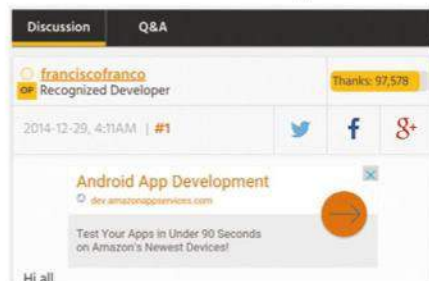 Discussion Q&A
franciscofranco
OP Recognized Developer
Thanks: 97,578
2014-12-29, 4:11AM | #1
Android App Development
dev.amazonappservices.com
Test Your Apps in Under 90 Seconds
on Amazon's Newest Devices!
Hi all